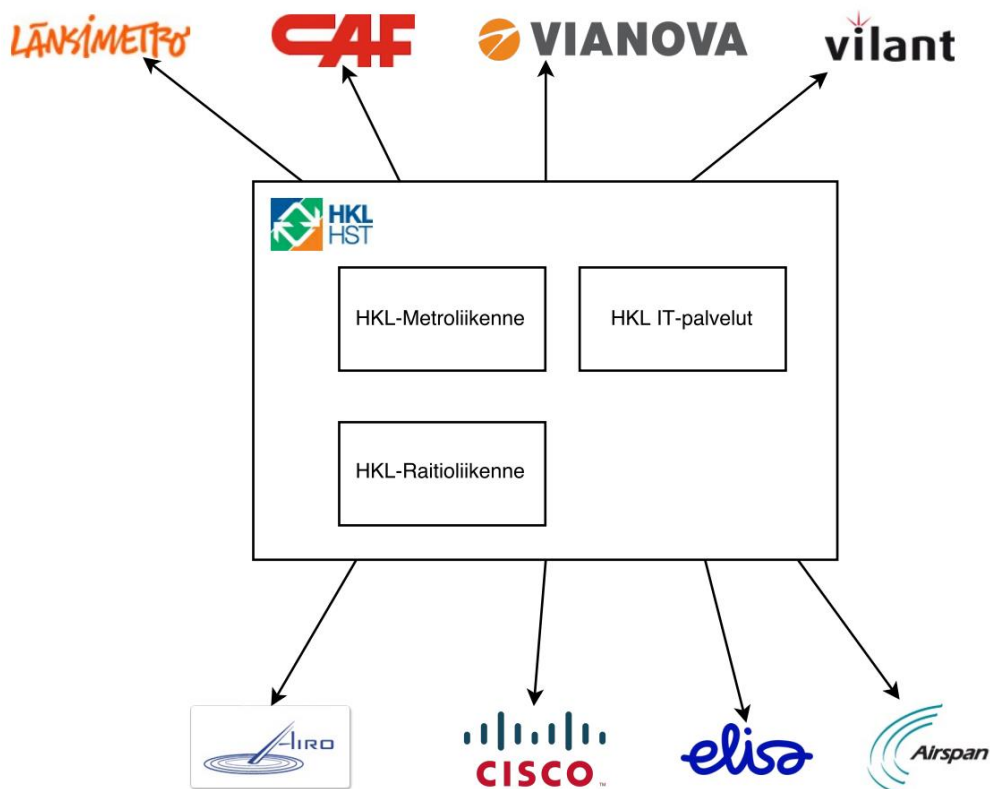 LÄNSIMETRO
CAF
VIANOVA
vilant
HKL
HST
HKL-Metroliikenne
HKL IT-palvelut
HKL-Raitioliikenne
AIRO
CISCO
elisa
Airspan